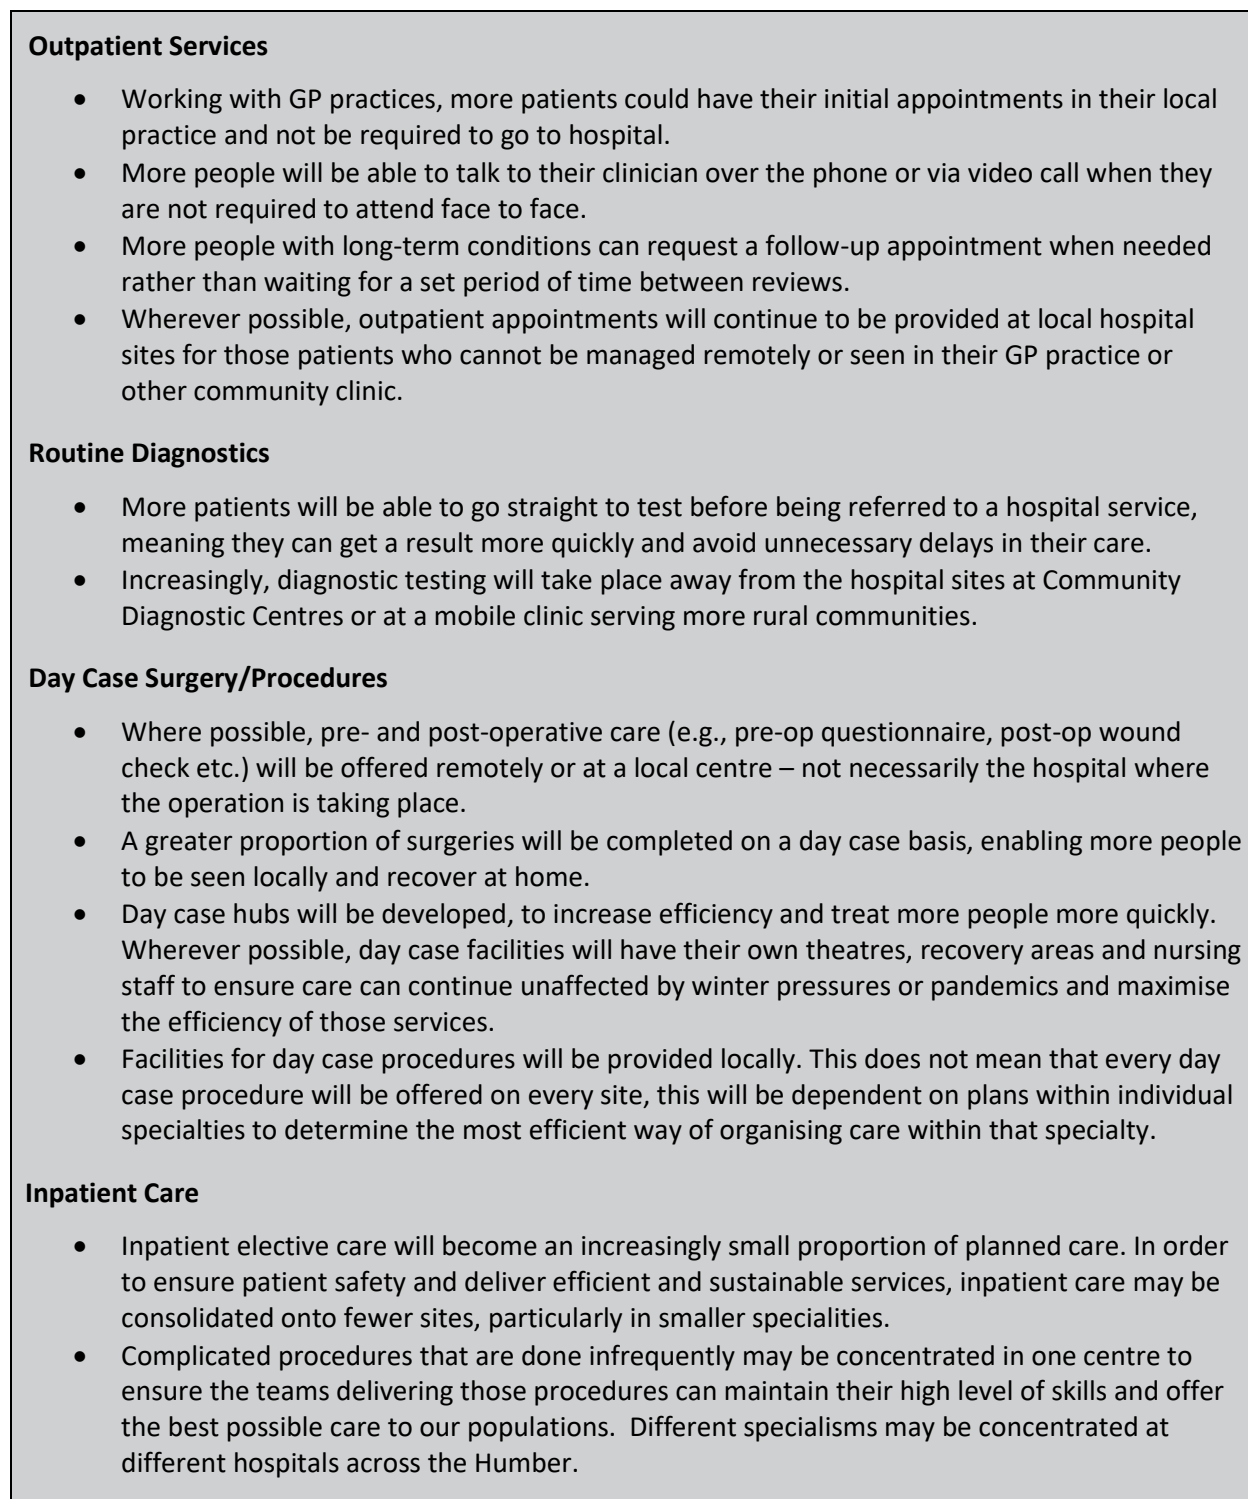 Outpatient Services
• Working with GP practices, more patients could have their initial appointments in their local
practice and not be required to go to hospital.
• More people will be able to talk to their clinician over the phone or via video call when they
are not required to attend face to face.
• More people with long-term conditions can request a follow-up appointment when needed
rather than waiting for a set period of time between reviews.
• Wherever possible, outpatient appointments will continue to be provided at local hospital
sites for those patients who cannot be managed remotely or seen in their GP practice or
other community clinic.
Routine Diagnostics
• More patients will be able to go straight to test before being referred to a hospital service,
meaning they can get a result more quickly and avoid unnecessary delays in their care.
• Increasingly, diagnostic testing will take place away from the hospital sites at Community
Diagnostic Centres or at a mobile clinic serving more rural communities.
Day Case Surgery/Procedures
• Where possible, pre- and post-operative care (e.g., pre-op questionnaire, post-op wound
check etc.) will be offered remotely or at a local centre – not necessarily the hospital where
the operation is taking place.
• A greater proportion of surgeries will be completed on a day case basis, enabling more people
to be seen locally and recover at home.
• Day case hubs will be developed, to increase efficiency and treat more people more quickly.
Wherever possible, day case facilities will have their own theatres, recovery areas and nursing
staff to ensure care can continue unaffected by winter pressures or pandemics and maximise
the efficiency of those services.
• Facilities for day case procedures will be provided locally. This does not mean that every day
case procedure will be offered on every site, this will be dependent on plans within individual
specialties to determine the most efficient way of organising care within that specialty.
Inpatient Care
• Inpatient elective care will become an increasingly small proportion of planned care. In order
to ensure patient safety and deliver efficient and sustainable services, inpatient care may be
consolidated onto fewer sites, particularly in smaller specialities.
• Complicated procedures that are done infrequently may be concentrated in one centre to
ensure the teams delivering those procedures can maintain their high level of skills and offer
the best possible care to our populations.  Different specialisms may be concentrated at
different hospitals across the Humber.